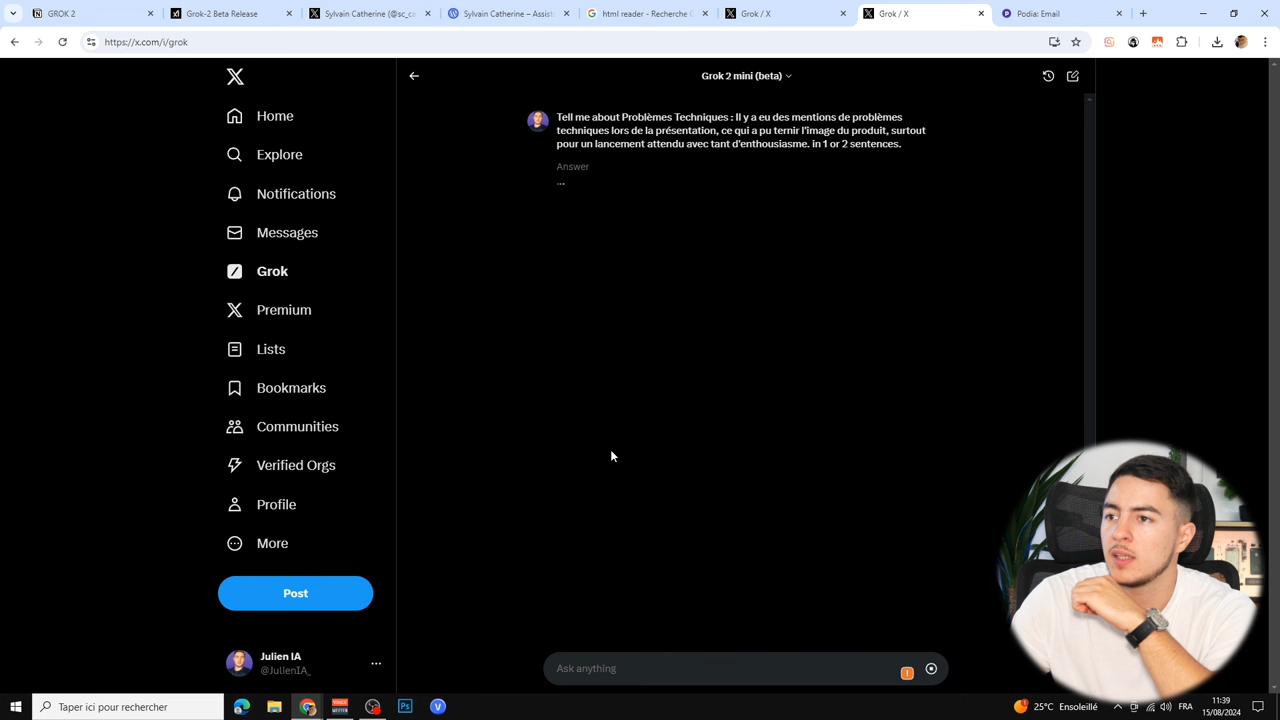 GROK 2
Grok-2 Beta Release
Sylvain Catherine (@sc_ca
Sylvain Catherine – Assist
html reader - Recherche G
Grok / X
Grok / X
Podia: Email
https://x.com/i/grok
Grok 2 mini (beta)
Home
Explore
Notifications
Messages
Grok
Premium
Lists
Bookmarks
Communities
Verified Orgs
Profile
More
Post
Julien IA
@JulienIA_
Tell me about Problèmes Techniques : Il y a eu des mentions de problèmes
techniques lors de la présentation, ce qui a pu ternir l'image du produit, surtout
pour un lancement attendu avec tant d'enthousiasme. in 1 or 2 sentences.
Answer
...
Ask anything
Taper ici pour rechercher
25°C Ensoleillé
FRA
11:39
15/08/2024